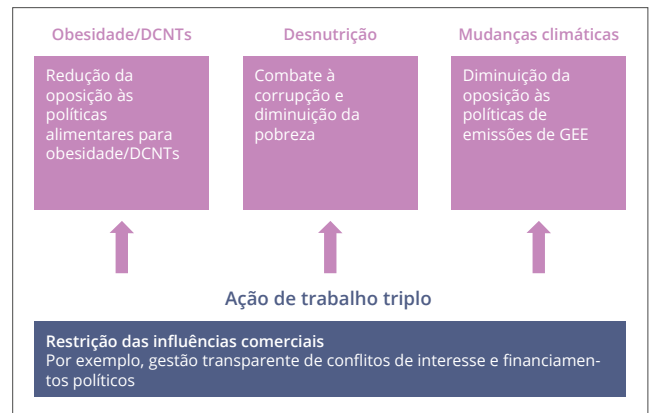 Obesidade/DCNTs
Redução da
oposição às
políticas
alimentares para
obesidade/DCNTs
Desnutrição
Combate à
corrupção e
diminuição da
pobreza
Mudanças climáticas
Diminuição da
oposição às
políticas de
emissões de GEE
Ação de trabalho triplo
Restrição das influências comerciais
Por exemplo, gestão transparente de conflitos de interesse e financiamen-
tos políticos